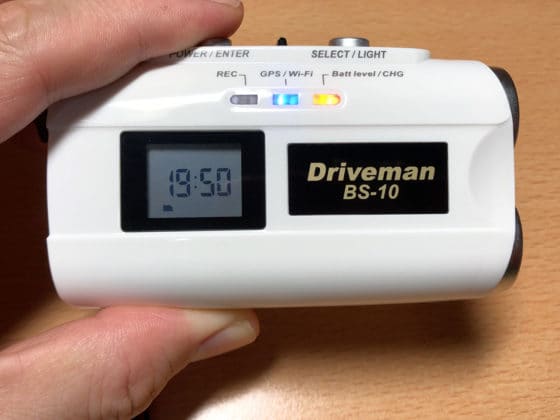 POWER / ENTER
SELECT / LIGHT
REC
GPS / Wi-Fi
Batt level / CHG
19:50
Driveman
BS-10